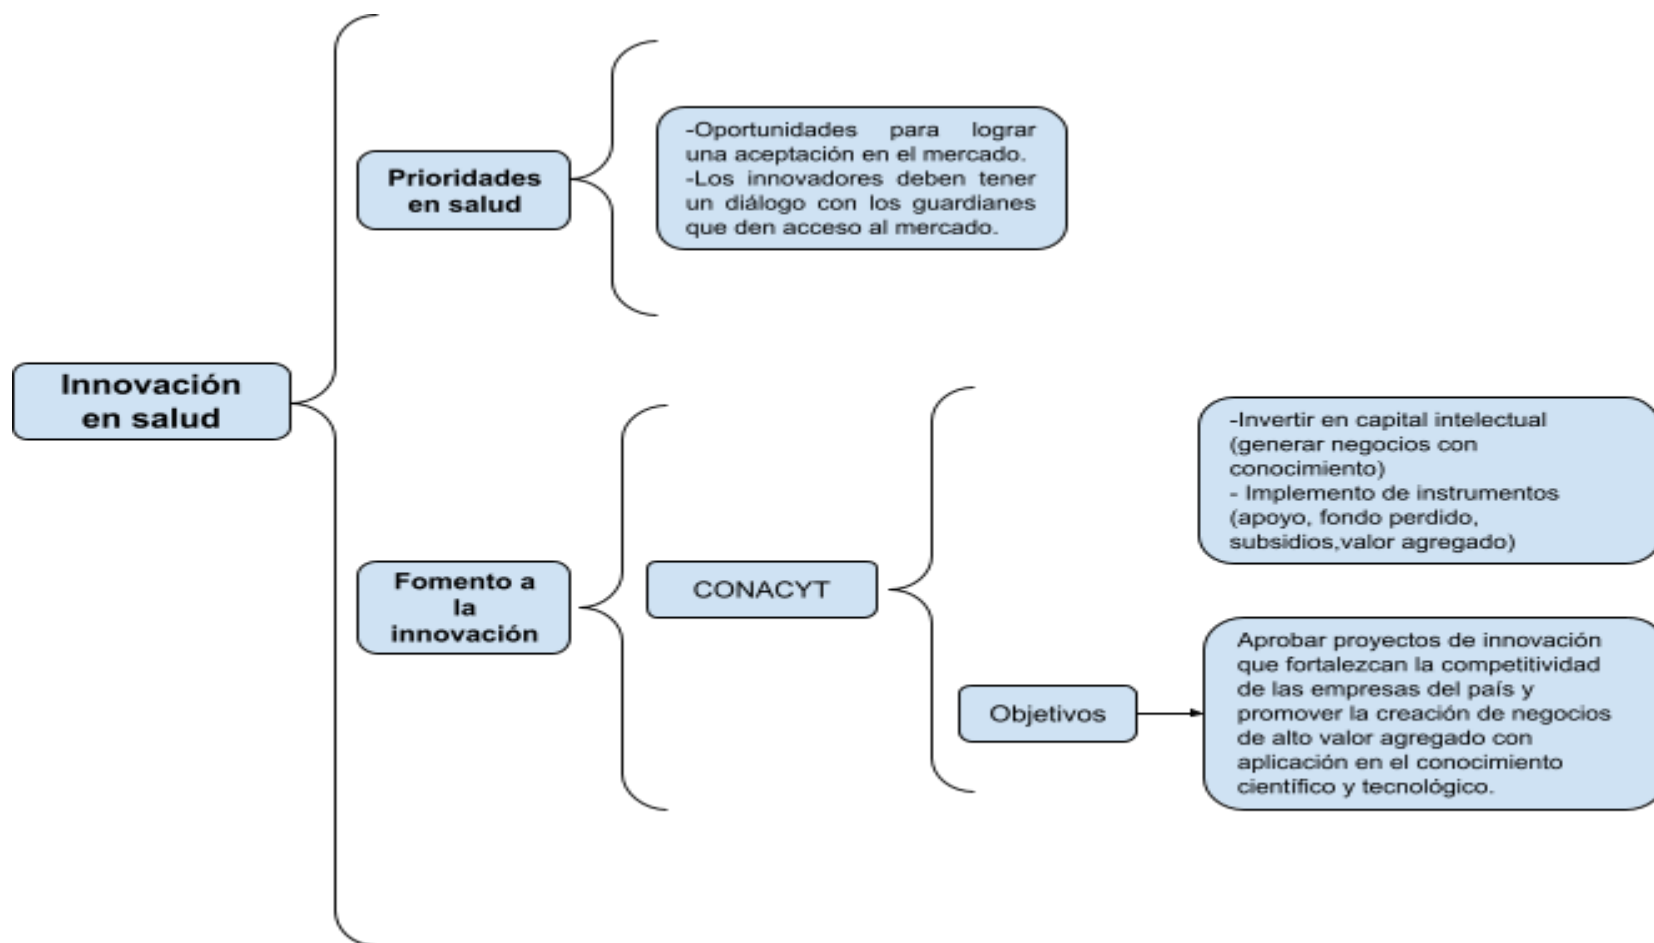 Innovación
en salud
Prioridades
en salud
-Oportunidades para lograr
una aceptación en el mercado.
-Los innovadores deben tener
un diálogo con los guardianes
que den acceso al mercado.
Fomento a
la
innovación
CONACYT
-Invertir en capital intelectual
(generar negocios con
conocimiento)
- Implemento de instrumentos
(apoyo, fondo perdido,
subsidios,valor agregado)
Objetivos
Aprobar proyectos de innovación
que fortalezcan la competitividad
de las empresas del país y
promover la creación de negocios
de alto valor agregado con
aplicación en el conocimiento
científico y tecnológico.